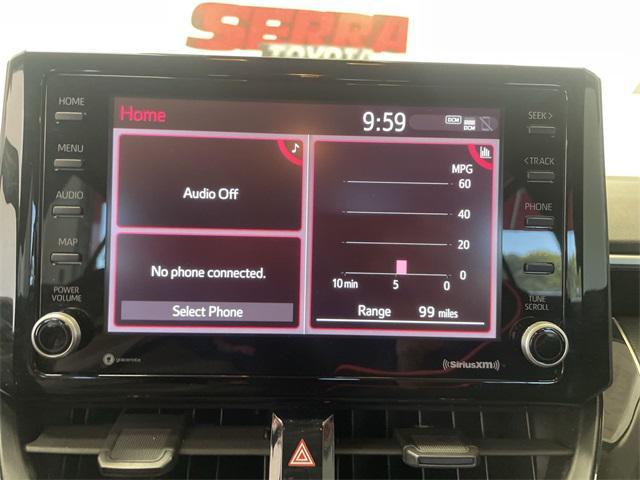 SERRA
TOYOTA
HOME
MENU
AUDIO
MAP
POWER
VOLUME
gracenote
Home
9:59
DCM
DCM
Audio Off
No phone connected.
Select Phone
MPG
60
40
20
0
10 min 5 0
Range 99 miles
SEEK >
< TRACK
PHONE
TUNE
SCROLL
((SiriusXM))